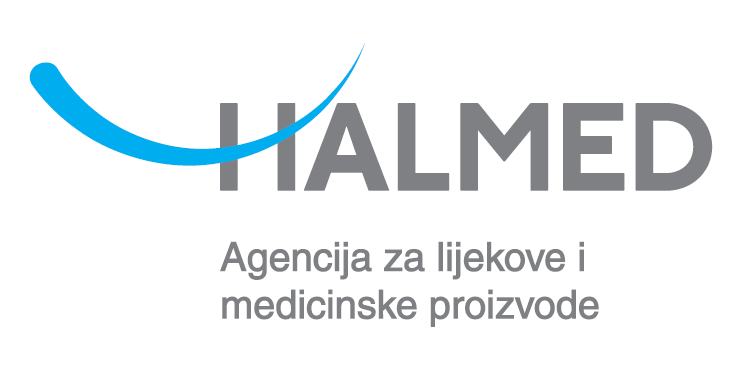 HALMED
Agencija za lijekove i
medicinske proizvode